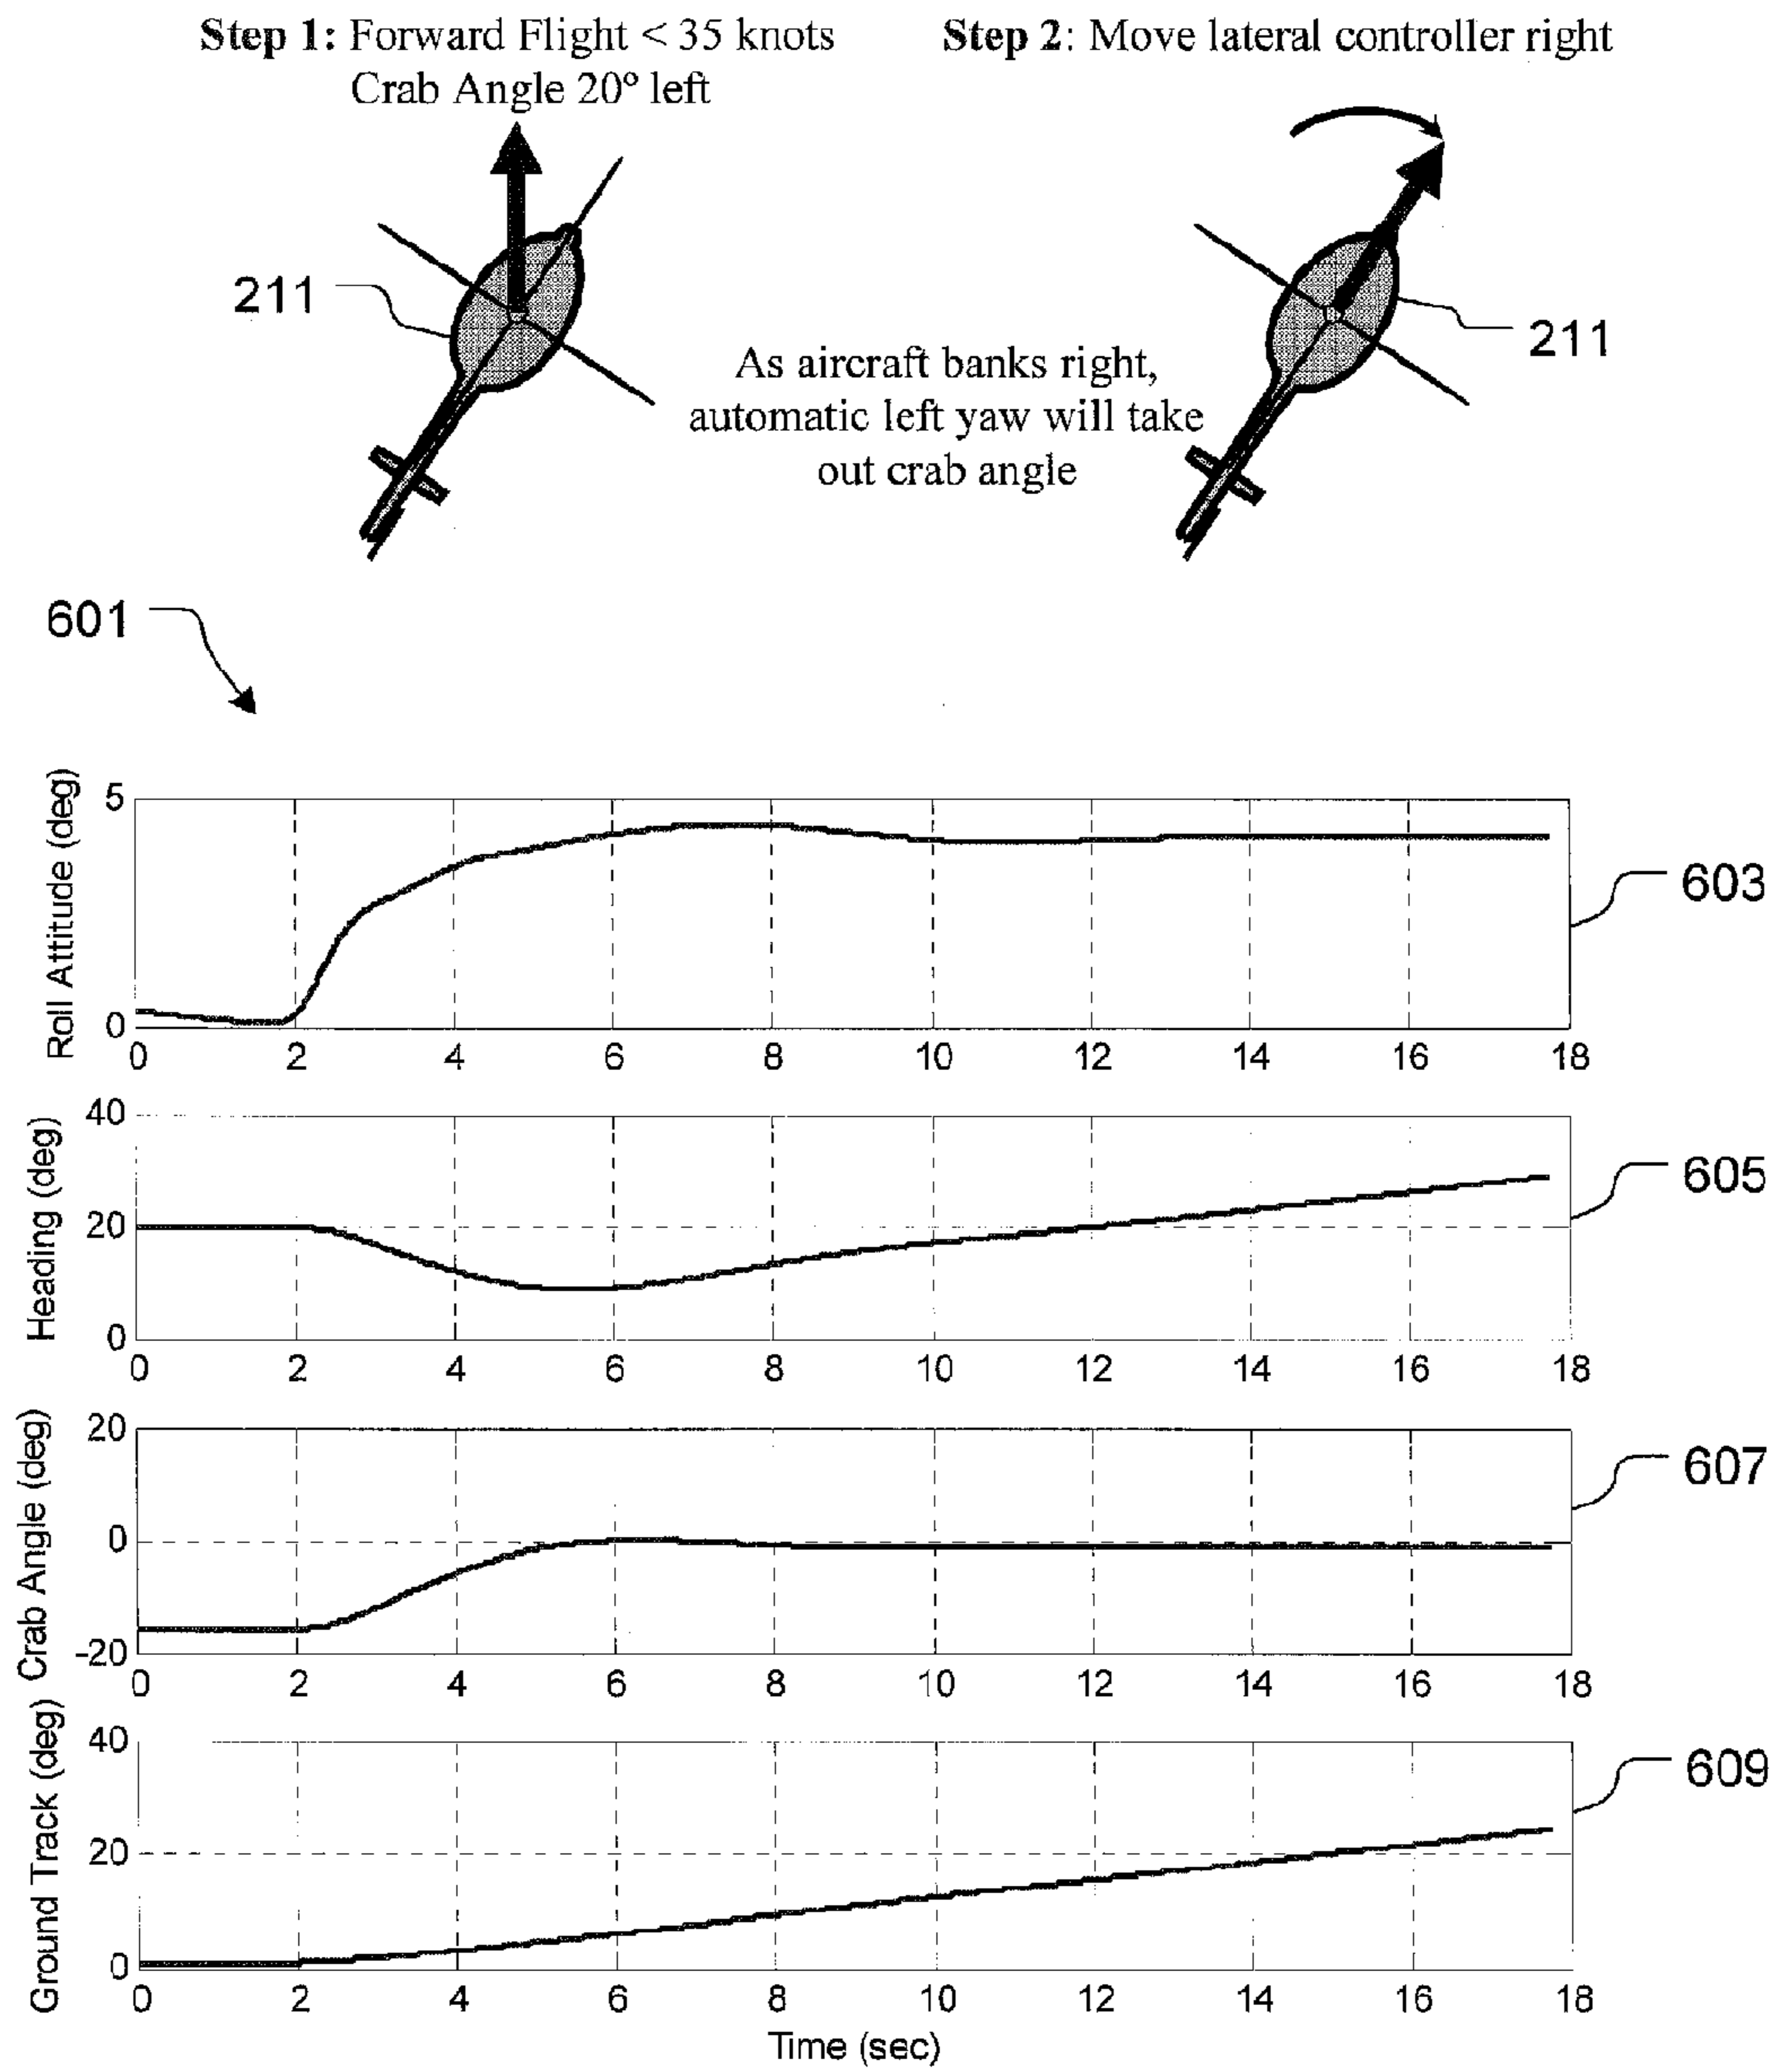 Step 1: Forward Flight < 35 knots
Crab Angle 20º left
Step 2: Move lateral controller right
211
211
As aircraft banks right,
automatic left yaw will take
out crab angle
601
Roll Attitude (deg)
5
0
0 2 4 6 8 10 12 14 16 18
603
Heading (deg)
40
20
0
0 2 4 6 8 10 12 14 16 18
605
Crab Angle (deg)
20
0
-20
0 2 4 6 8 10 12 14 16 18
607
Ground Track (deg)
40
20
0
0 2 4 6 8 10 12 14 16 18
609
Time (sec)